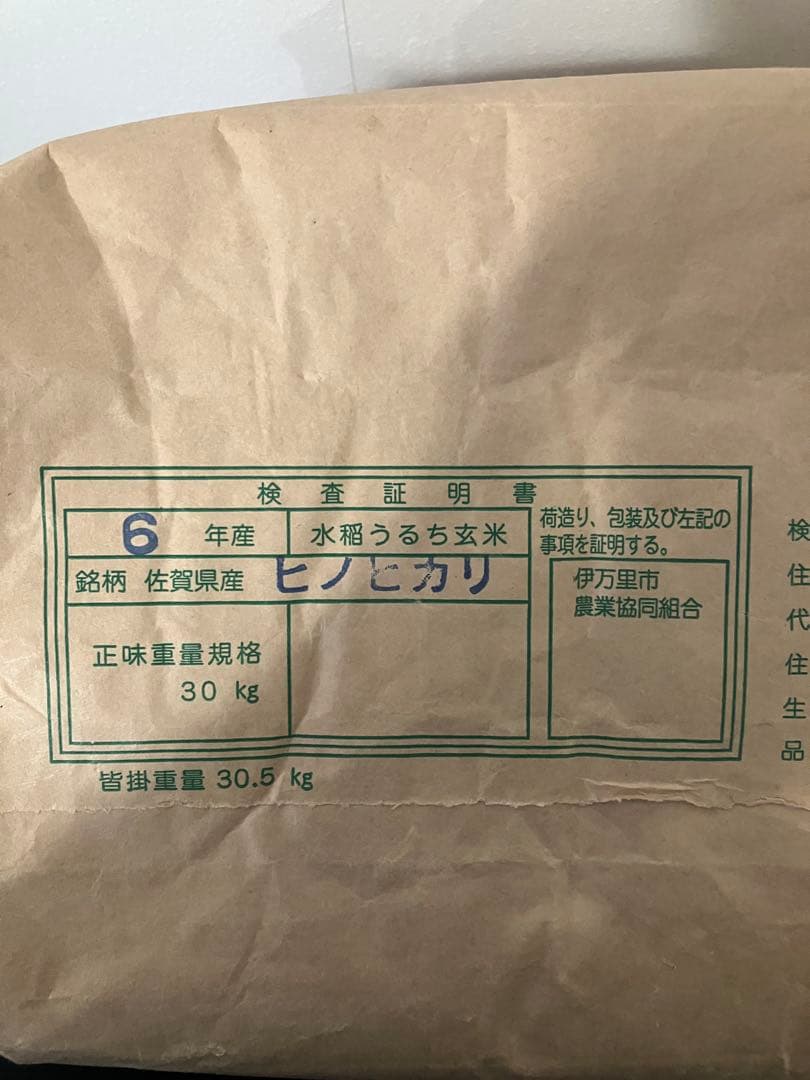 検査証明書
6 年産 水稲うるち玄米
銘柄 佐賀県産 ヒノヒカリ
正味重量規格
30 kg
荷造り、包装及び左記の
事項を証明する。
伊万里市
農業協同組合
皆掛重量 30.5 kg
検
住
代
住
生
品